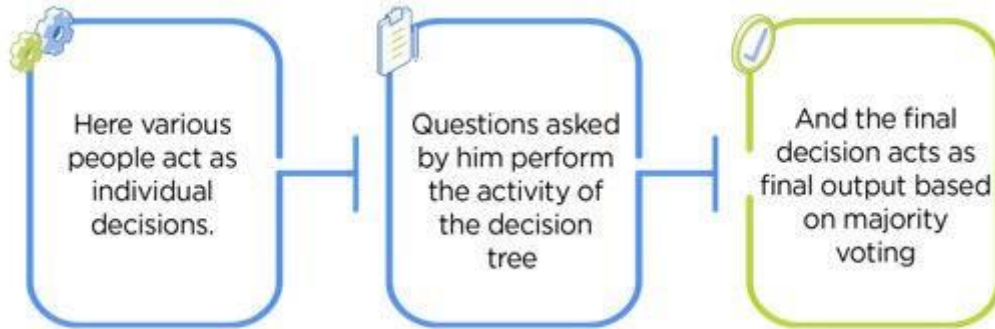 Here various
people act as
individual
decisions.
Questions asked
by him perform
the activity of
the decision
tree
And the final
decision acts as
final output based
on majority
voting